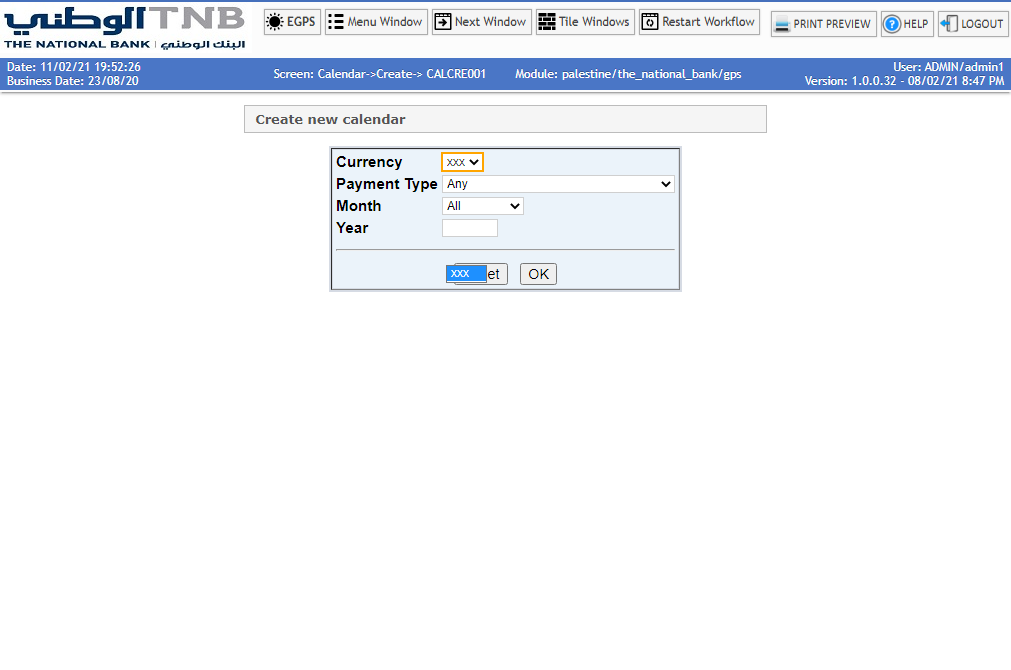 الوطني TNB
THE NATIONAL BANK | البنك الوطني
EGPS
Menu Window
Next Window
Tile Windows
Restart Workflow
PRINT PREVIEW
HELP
LOGOUT
Date: 11/02/21 19:52:26
Business Date: 23/08/20
Screen: Calendar->Create-> CALCRE001
Module: palestine/the_national_bank/gps
User: ADMIN/admin1
Version: 1.0.0.32 - 08/02/21 8:47 PM
Create new calendar
Currency xxx
Payment Type Any
Month All
Year
xxx et OK